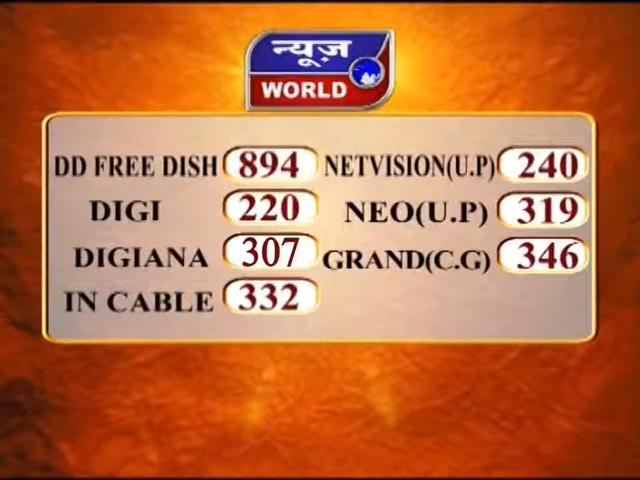 न्यूज़
WORLD
DD FREE DISH 894 NETVISION(U.P) 240
DIGI 220 NEO(U.P) 319
DIGIANA 307 GRAND(C.G) 346
IN CABLE 332